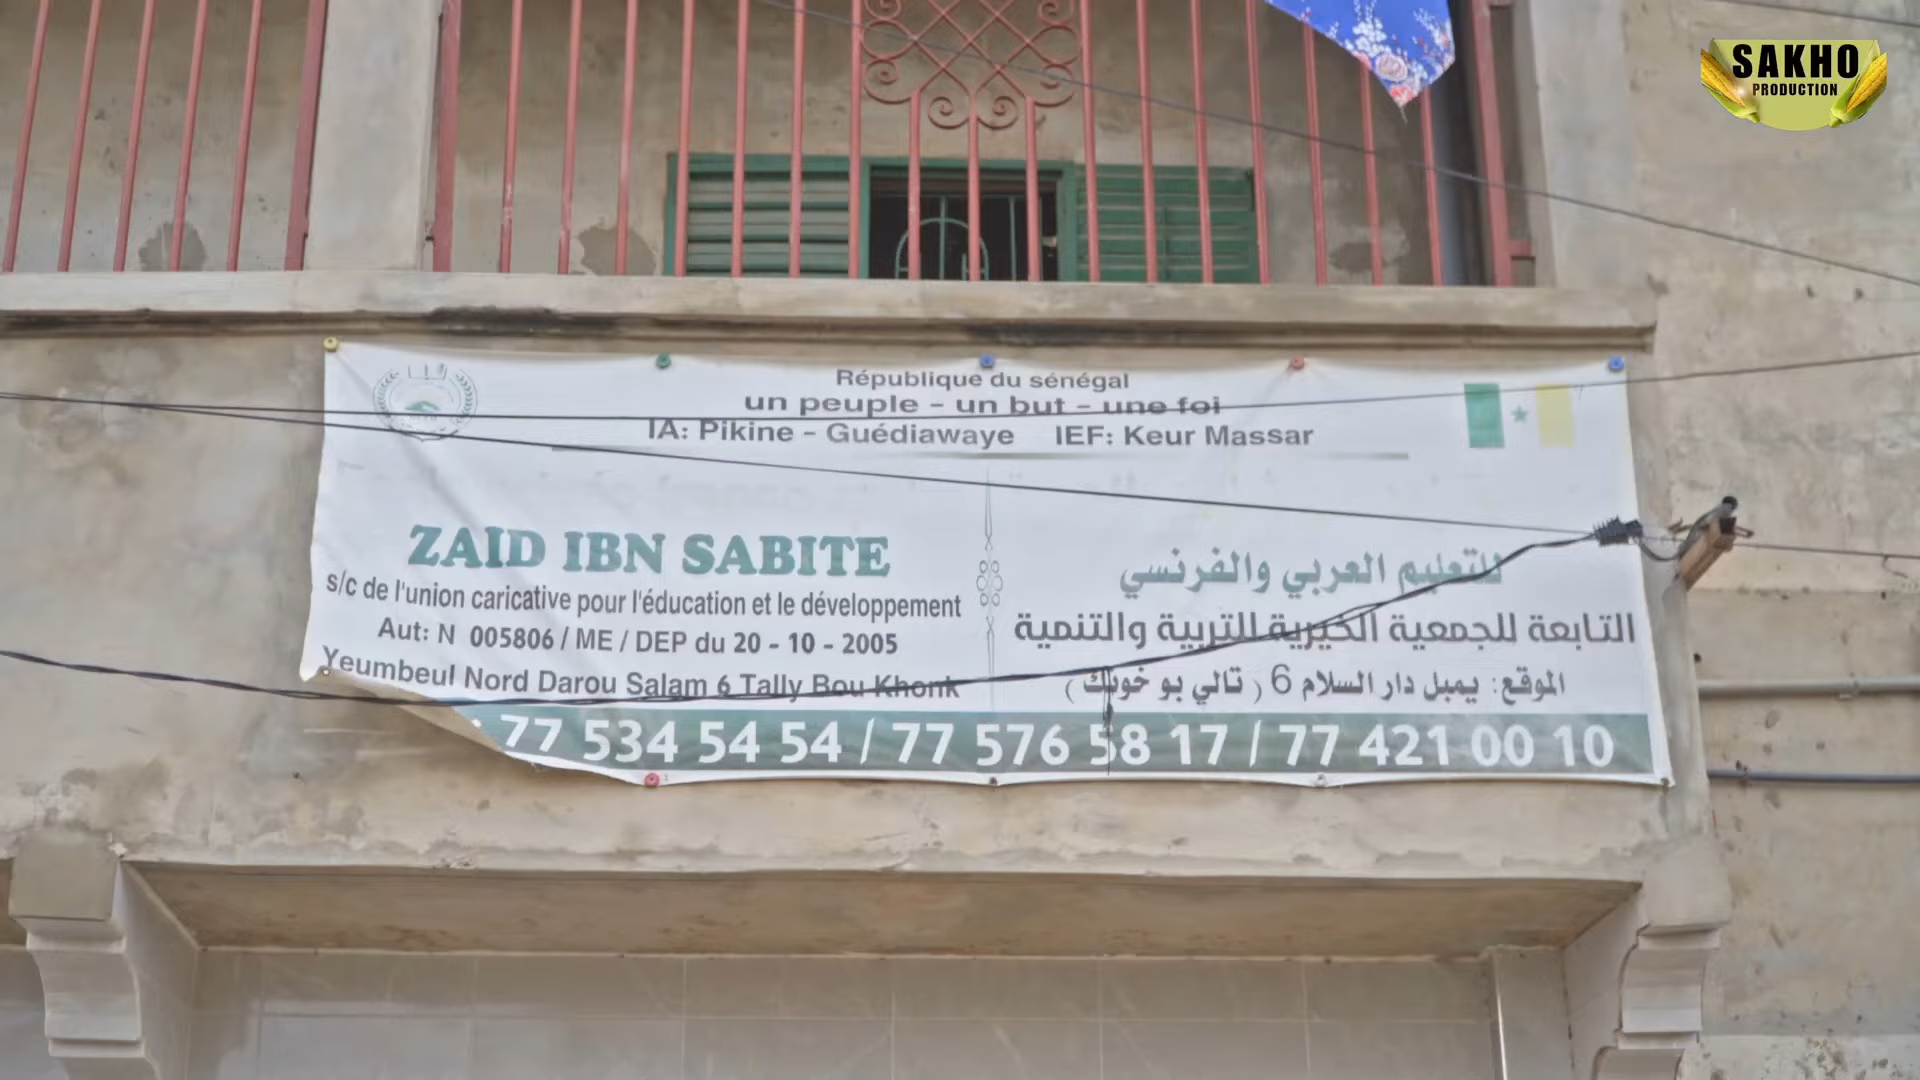 SAKHO
PRODUCTION
République du sénégal
un peuple - un but - une foi
IA: Pikine - Guédiawaye IEF: Keur Massar
ZAID IBN SABITE
s/c de l'union caricative pour l'éducation et le développement
Aut: N 005806 / ME / DEP du 20 - 10 - 2005
Yeumbeul Nord Darou Salam 6 Tally Bou Khonk
للتعليم العربي والفرنسي
التابعة للجمعية الخيرية للتربية والتنمية
الموقع: يمبل دار السلام 6 ( تالي بو خونك )
77 534 54 54 / 77 576 58 17 / 77 421 00 10